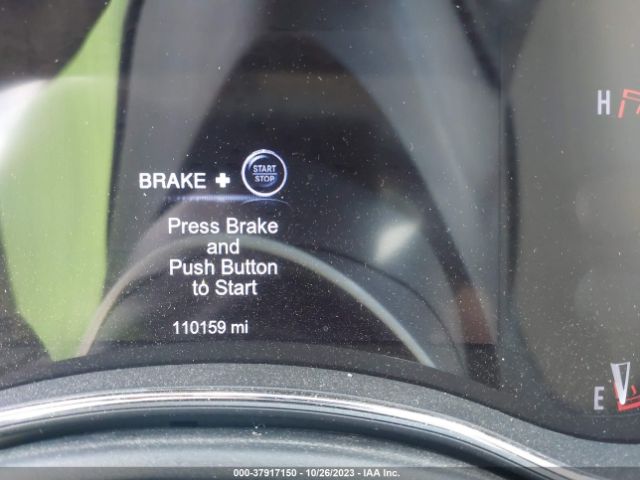 H
START
STOP
BRAKE +
Press Brake
and
Push Button
to Start
110159 mi
E
000-37917150 - 10/26/2023 - IAA Inc.